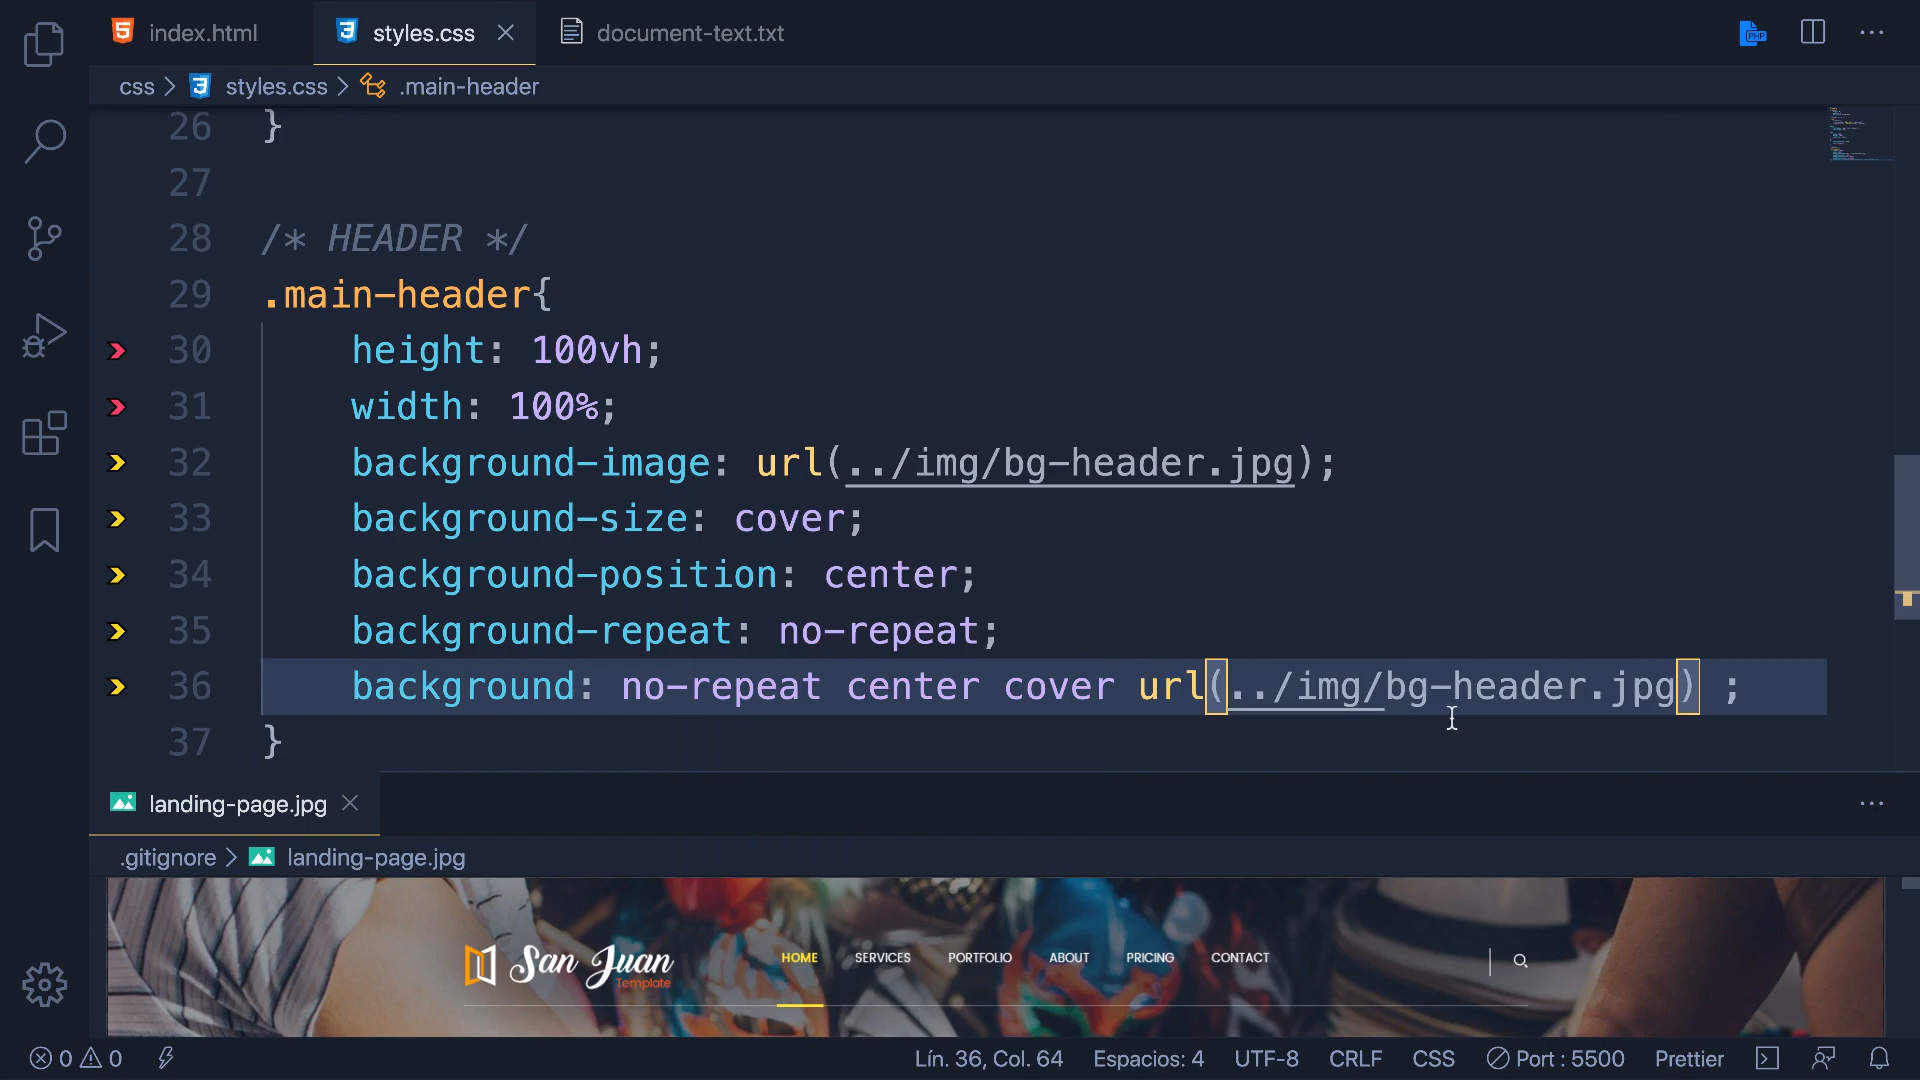 index.html
styles.css
document-text.txt
PHP
css > styles.css > .main-header
26 }
27
28 /* HEADER */
29 .main-header{
30 height: 100vh;
31 width: 100%;
32 background-image: url(../img/bg-header.jpg);
33 background-size: cover;
34 background-position: center;
35 background-repeat: no-repeat;
36 background: no-repeat center cover url(../img/bg-header.jpg) ;
37 }
landing-page.jpg
.gitignore > landing-page.jpg
San Juan
Template
HOME SERVICES PORTFOLIO ABOUT PRICING CONTACT
0 0 Lín. 36, Col. 64 Espacios: 4 UTF-8 CRLF CSS Port : 5500 Prettier